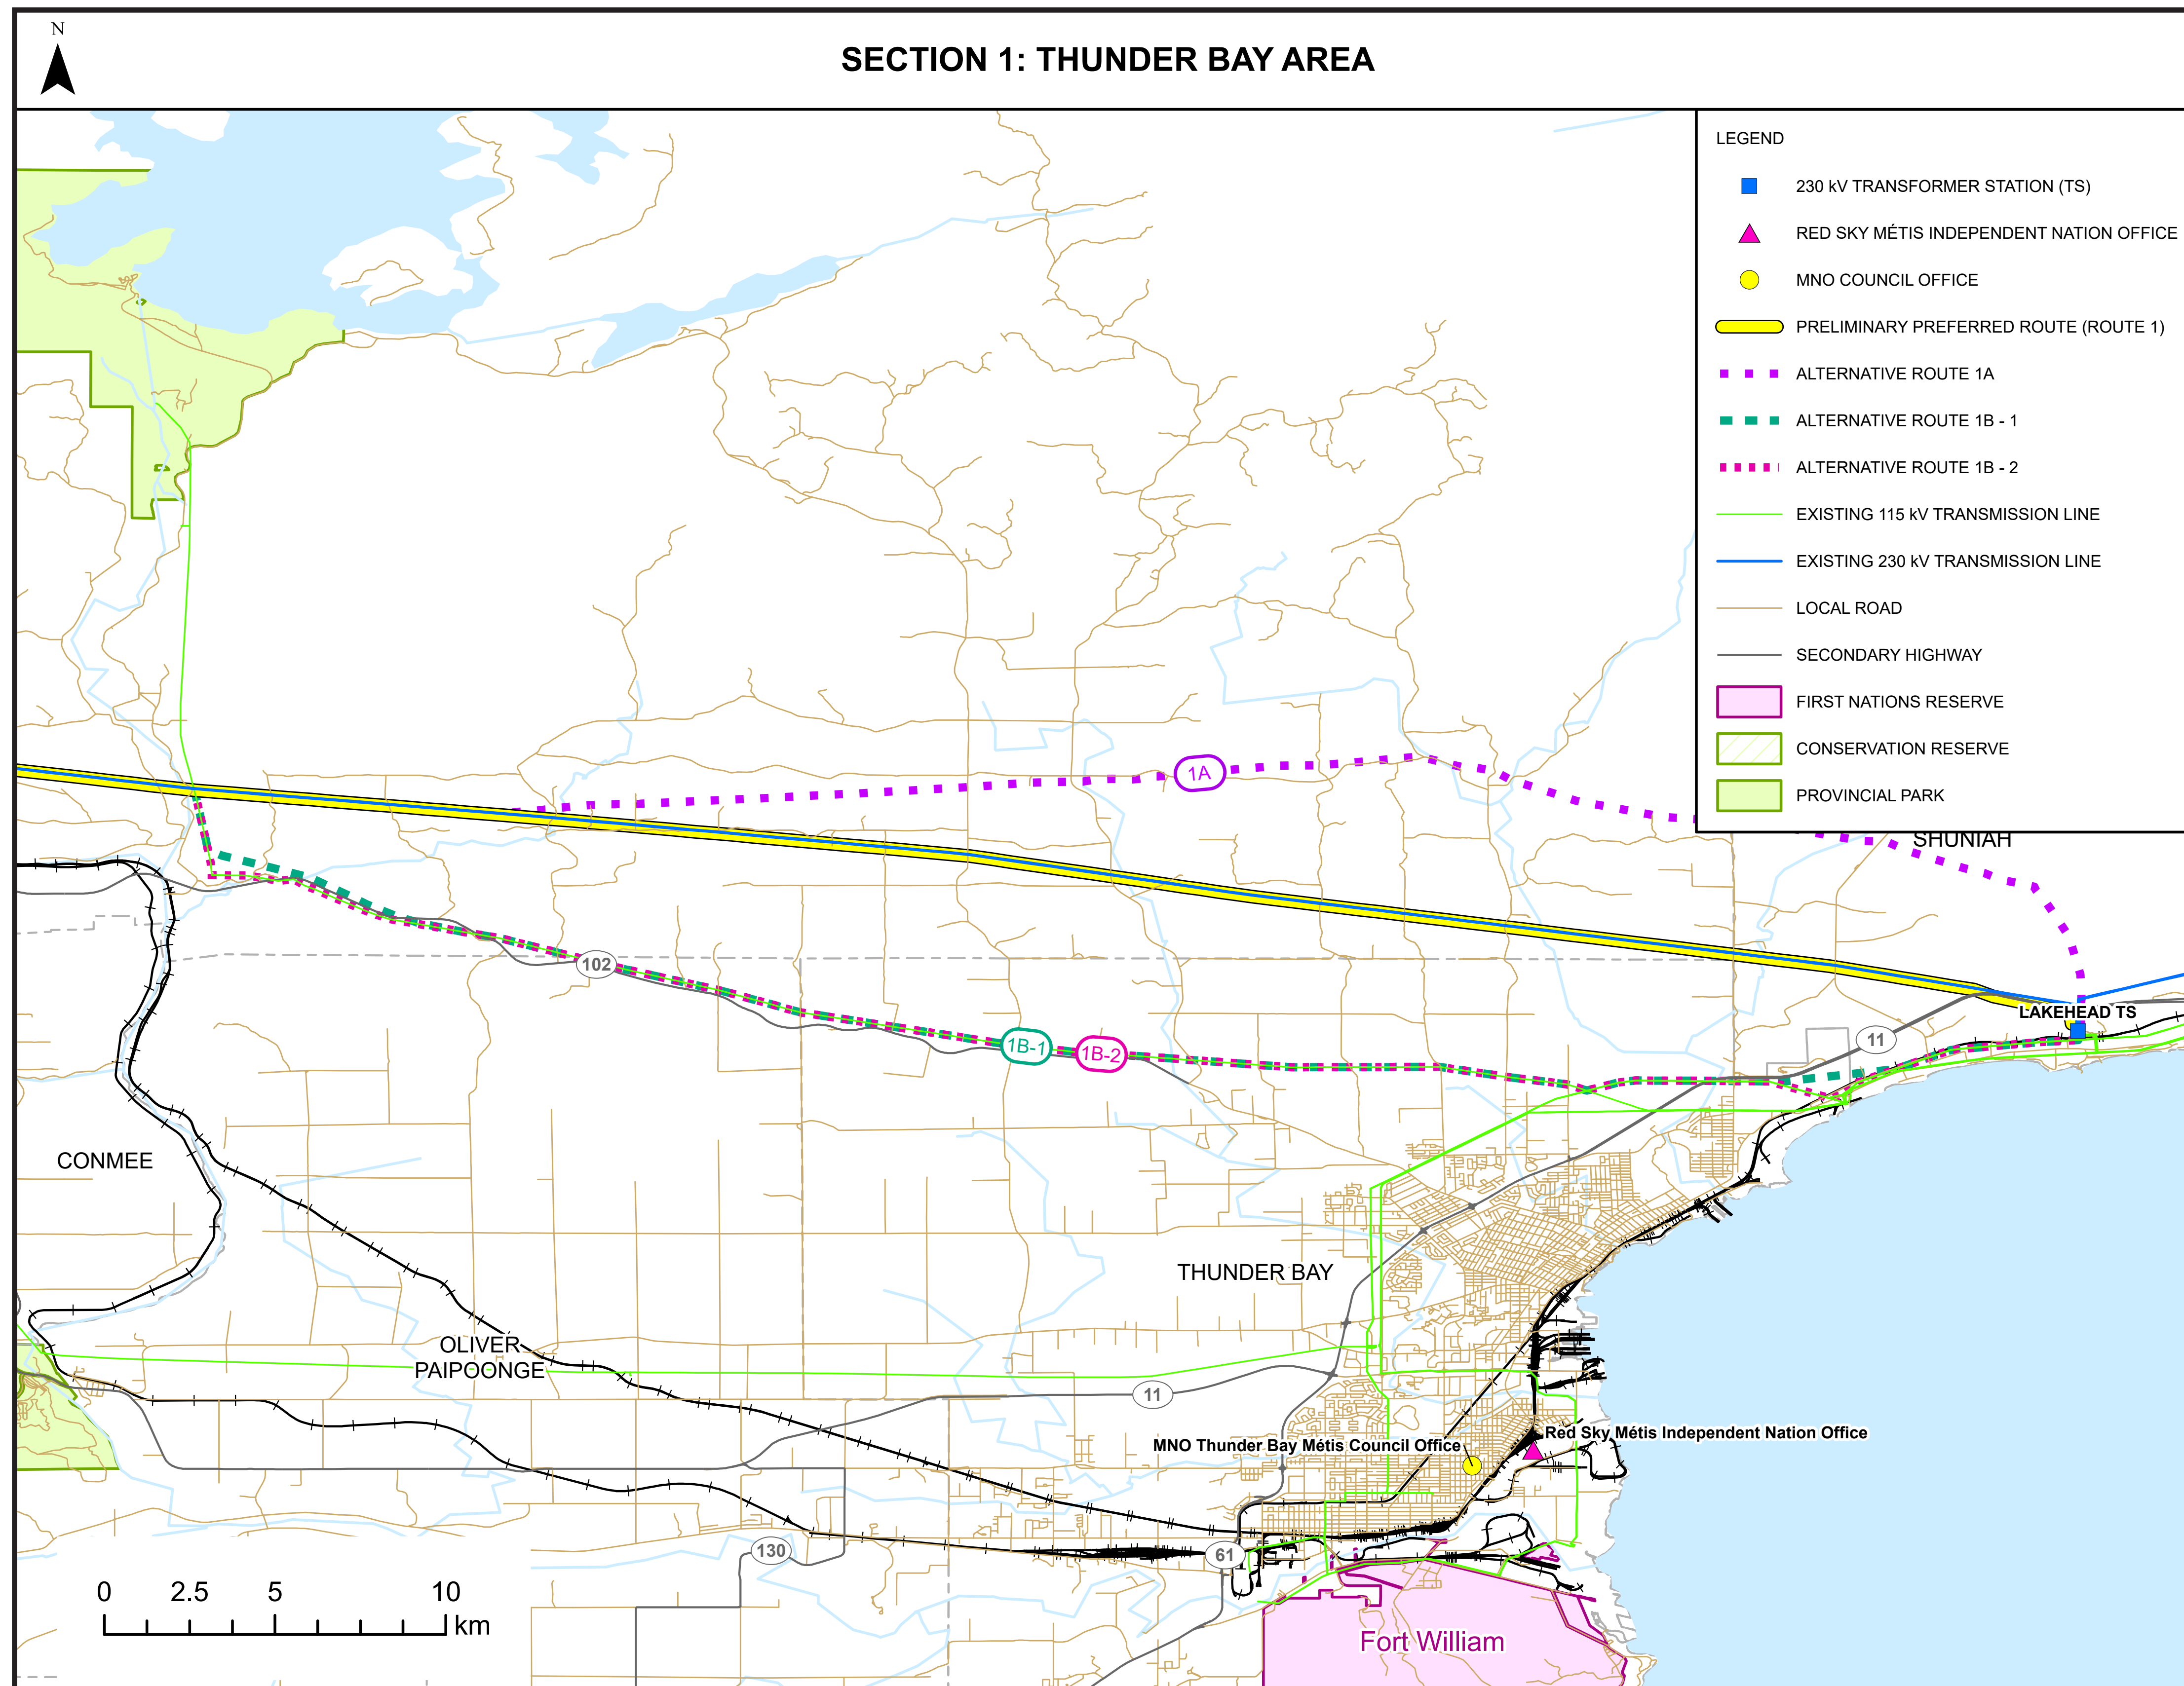 N
SECTION 1: THUNDER BAY AREA
LEGEND
230 kV TRANSFORMER STATION (TS)
RED SKY MÉTIS INDEPENDENT NATION OFFICE
MNO COUNCIL OFFICE
PRELIMINARY PREFERRED ROUTE (ROUTE 1)
ALTERNATIVE ROUTE 1A
ALTERNATIVE ROUTE 1B - 1
ALTERNATIVE ROUTE 1B - 2
EXISTING 115 kV TRANSMISSION LINE
EXISTING 230 kV TRANSMISSION LINE
LOCAL ROAD
SECONDARY HIGHWAY
FIRST NATIONS RESERVE
CONSERVATION RESERVE
PROVINCIAL PARK
1A
SHUNIAH
102
LAKEHEAD TS
11
1B-1
1B-2
CONMEE
THUNDER BAY
OLIVER
PAIPOONGE
11
Red Sky Métis Independent Nation Office
MNO Thunder Bay Métis Council Office
130
61
0 2.5 5 10
km
Fort William